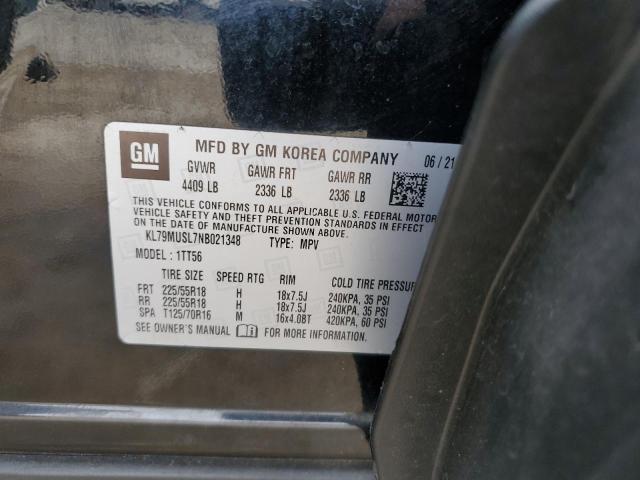 GM
MFD BY GM KOREA COMPANY 06/21
GVWR GAWR FRT GAWR RR
4409 LB 2336 LB 2336 LB
THIS VEHICLE CONFORMS TO ALL APPLICABLE U.S. FEDERAL MOTOR
VEHICLE SAFETY AND THEFT PREVENTION STANDARDS IN EFFECT
ON THE DATE OF MANUFACTURE SHOWN ABOVE.
KL79MUSL7NB021348 TYPE: MPV
MODEL: 1TT56
TIRE SIZE SPEED RTG RIM COLD TIRE PRESSUR
FRT 225/55R18 H 18x7.5J 240KPA, 35 PSI
RR 225/55R18 H 18x7.5J 240KPA, 35 PSI
SPA T125/70R16 M 16x4.0BT 420KPA, 60 PSI
SEE OWNER'S MANUAL FOR MORE INFORMATION.